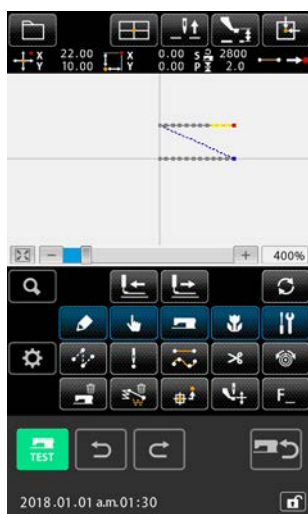 X 22.00 X 0.00 S 2800
Y 10.00 Y 0.00 P 2.0
400%
F_
TEST
2018.01.01 a.m.01:30